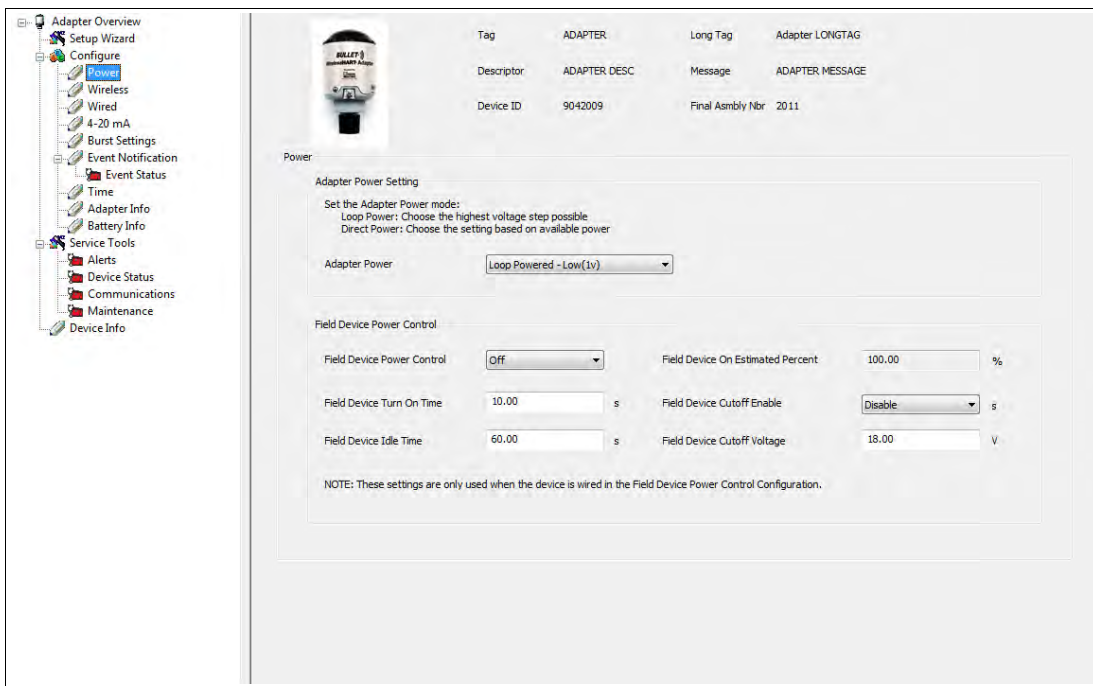 Adapter Overview
Setup Wizard
Configure
Power
Wireless
Wired
4-20 mA
Burst Settings
Event Notification
Event Status
Time
Adapter Info
Battery Info
Service Tools
Alerts
Device Status
Communications
Maintenance
Device Info
BULLET
WirelessHART Adapter
Tag ADAPTER Long Tag Adapter LONGTAG
Descriptor ADAPTER DESC Message ADAPTER MESSAGE
Device ID 9042009 Final Asmbly Nbr 2011
Power
Adapter Power Setting
Set the Adapter Power mode:
Loop Power: Choose the highest voltage step possible
Direct Power: Choose the setting based on available power
Adapter Power Loop Powered - Low(1v)
Field Device Power Control
Field Device Power Control Off Field Device On Estimated Percent 100.00 %
Field Device Turn On Time 10.00 s Field Device Cutoff Enable Disable s
Field Device Idle Time 60.00 s Field Device Cutoff Voltage 18.00 V
NOTE: These settings are only used when the device is wired in the Field Device Power Control Configuration.